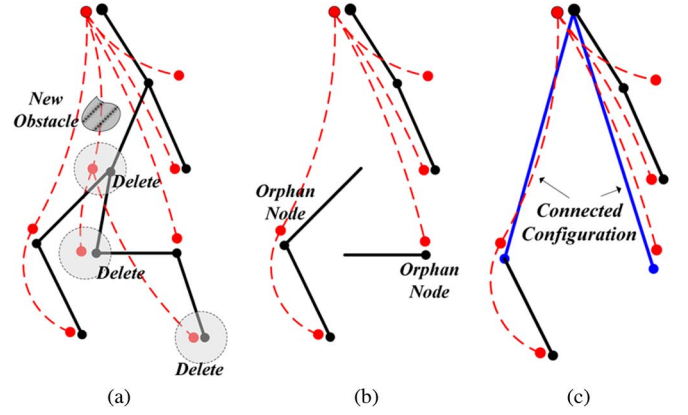 New
Obstacle
Delete
Delete
Delete
(a)
Orphan
Node
Orphan
Node
(b)
Connected
Configuration
(c)